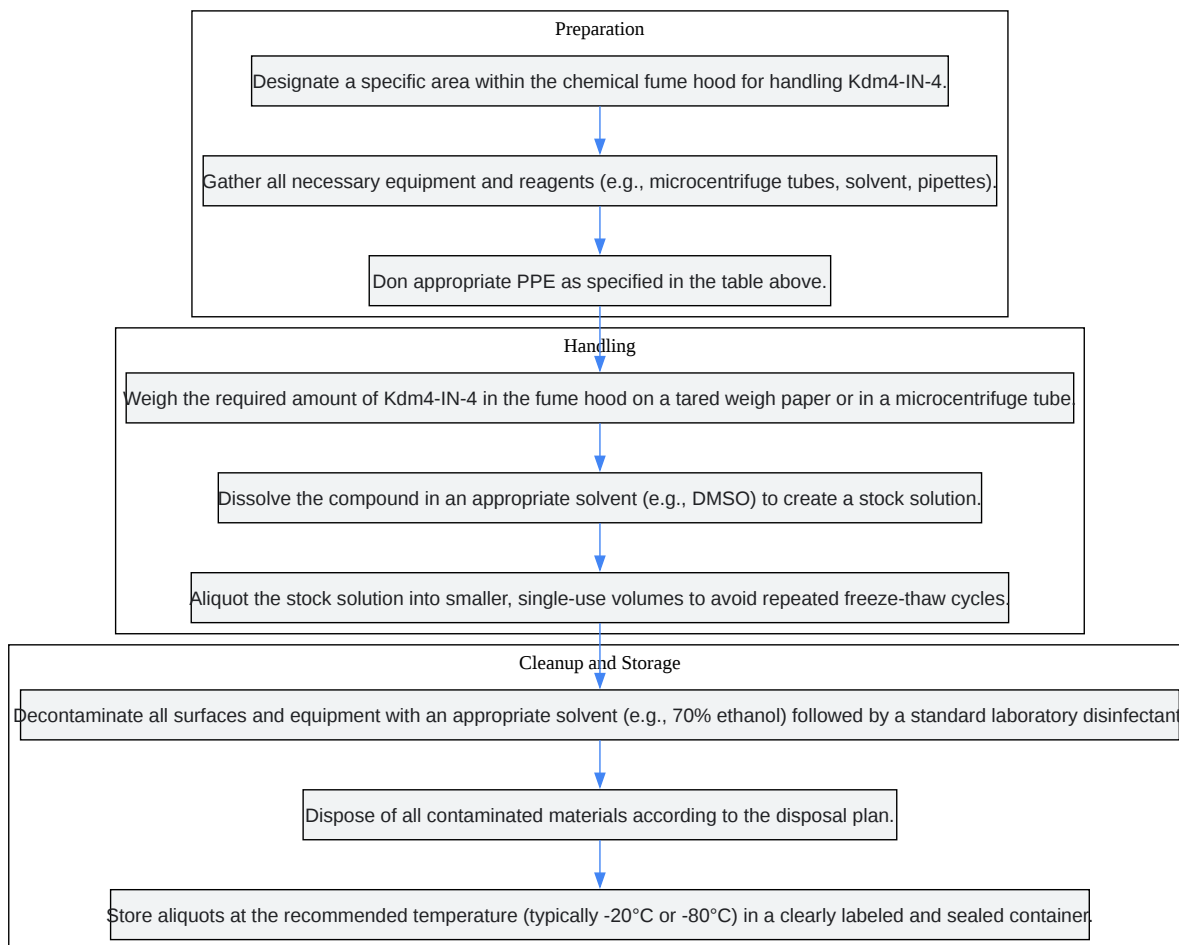 Preparation
Designate a specific area within the chemical fume hood for handling Kdm4-IN-4.
Gather all necessary equipment and reagents (e.g., microcentrifuge tubes, solvent, pipettes).
Don appropriate PPE as specified in the table above.
Handling
Weigh the required amount of Kdm4-IN-4 in the fume hood on a tared weigh paper or in a microcentrifuge tube.
Dissolve the compound in an appropriate solvent (e.g., DMSO) to create a stock solution.
Aliquot the stock solution into smaller, single-use volumes to avoid repeated freeze-thaw cycles.
Cleanup and Storage
Decontaminate all surfaces and equipment with an appropriate solvent (e.g., 70% ethanol) followed by a standard laboratory disinfectant
Dispose of all contaminated materials according to the disposal plan.
Store aliquots at the recommended temperature (typically -20°C or -80°C) in a clearly labeled and sealed container.